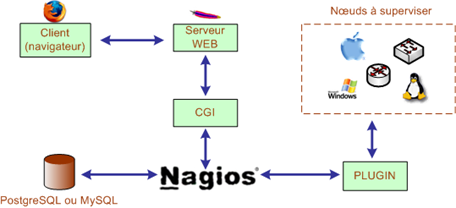 Client
(navigateur)
Serveur
WEB
Nœuds à superviser
Windows
CGI
PostgreSQL ou MySQL
Nagios®
PLUGIN